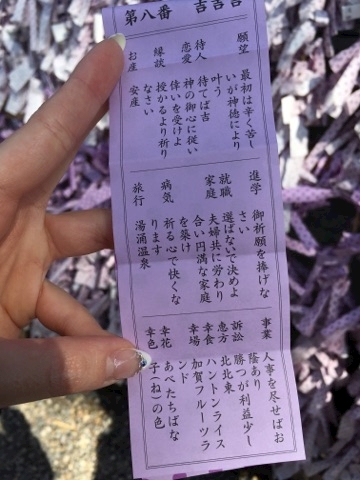 第八番　吉吉吉
願望　最初は辛く苦し
いが神徳により
叶う
待人　待てば吉
恋愛　神の御心に従い
偉いを受けよ
縁談　授かるより祈り
なさい
お産　安産
進学　御祈願を捧げな
さい
就職　選ばないで決めよ
家庭　夫婦共に労わり
合い円満な家庭
を築け
病気　祈る心で快くな
ります
旅行　湯涌温泉
事業　人事を尽せばお
蔭あり
訴訟　勝つが利益少し
恵方　北北東
幸食　ハントンライス
幸場　加賀フルーツラ
ンド
幸花　あべたちばな
幸色　子(ね)の色